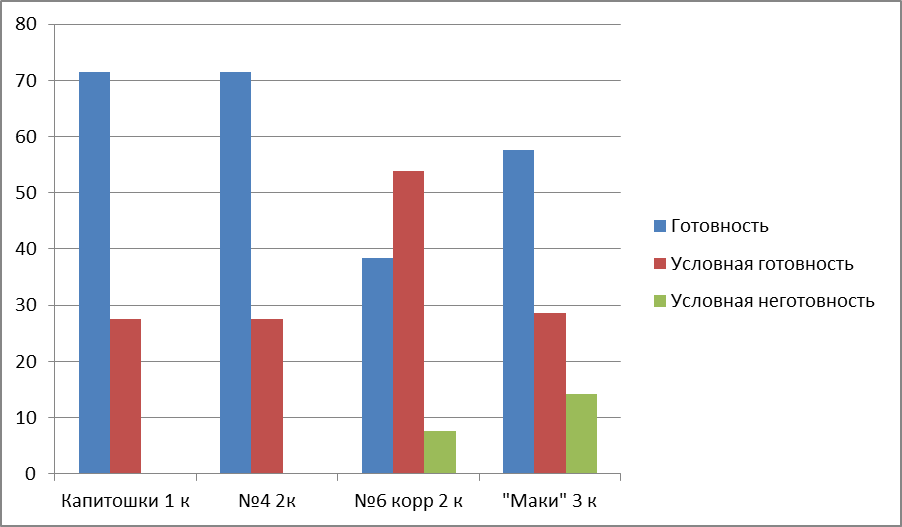 80
70
60
50
40
30
20
10
0
Капитошки 1 к
№4 2к
№6 корр 2 к
"Маки" 3 к
Готовность
Условная готовность
Условная неготовность